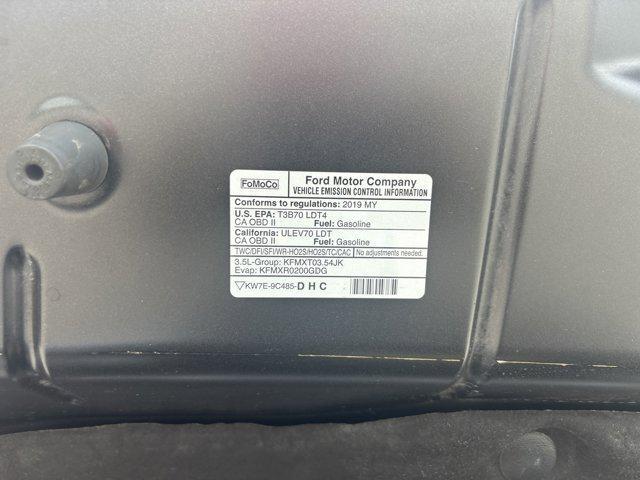 FoMoCo
Ford Motor Company
VEHICLE EMISSION CONTROL INFORMATION
Conforms to regulations: 2019 MY
U.S. EPA: T3B70 LDT4
CA OBD II Fuel: Gasoline
California: ULEV70 LDT
CA OBD II Fuel: Gasoline
TWC/DFI/SFI/WR-HO2S/HO2S/TC/CAC No adjustments needed.
3.5L-Group: KFMXT03.54JK
Evap: KFMXR0200GDG
KW7E-9C485-DHC